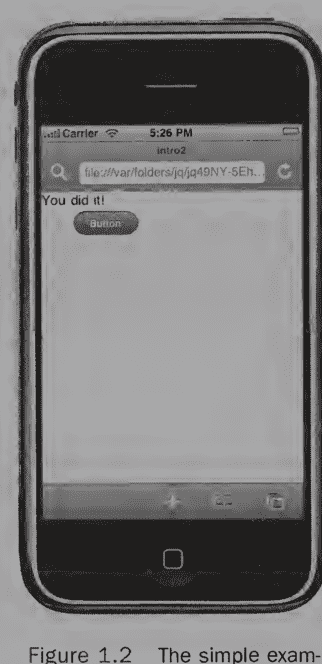 Carrier 5:26 PM
intro2
file:///var/folders/jq/jq49NY-5Eh...
You did it!
Button
Figure 1.2 The simple exam-